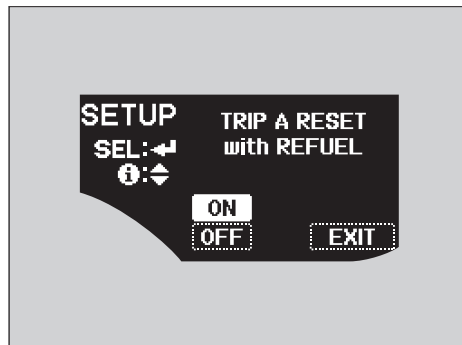 SETUP
TRIP A RESET
with REFUEL
SEL:↵
i:◆
ON
OFF
EXIT